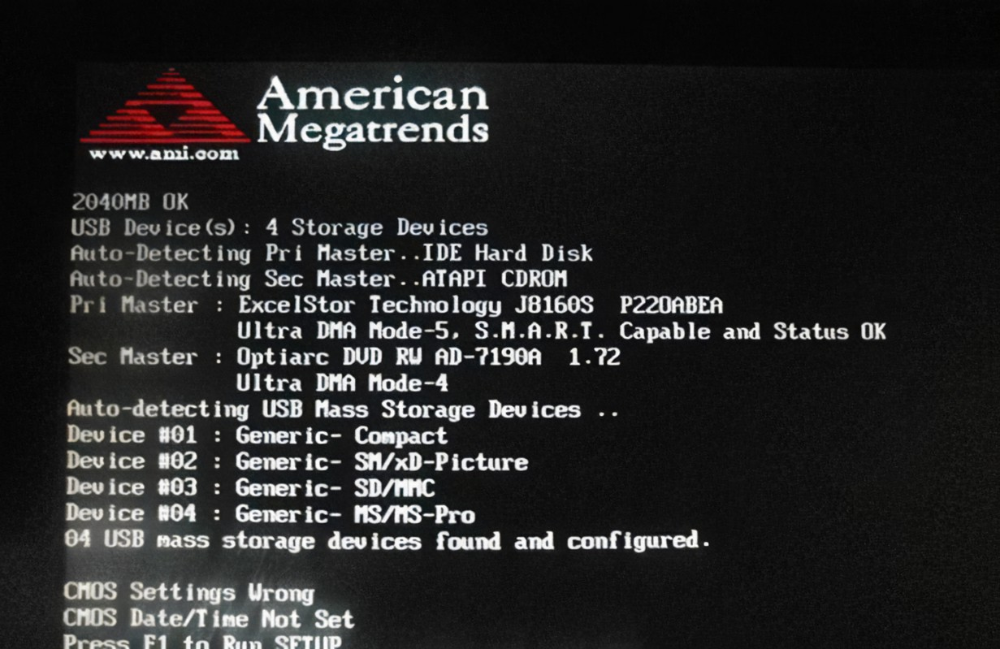 American
Megatrends
www.ami.com
2040MB OK
USB Device(s): 4 Storage Devices
Auto-Detecting Pri Master..IDE Hard Disk
Auto-Detecting Sec Master..ATAPI CDROM
Pri Master : ExcelStor Technology J8160S P220ABEA
Ultra DMA Mode-5, S.M.A.R.T. Capable and Status OK
Sec Master : Optiarc DVD RW AD-7190A 1.72
Ultra DMA Mode-4
Auto-detecting USB Mass Storage Devices ..
Device #01 : Generic- Compact
Device #02 : Generic- SM/xD-Picture
Device #03 : Generic- SD/MMC
Device #04 : Generic- MS/MS-Pro
04 USB mass storage devices found and configured.
CMOS Settings Wrong
CMOS Date/Time Not Set
Press F1 to Run SETUP